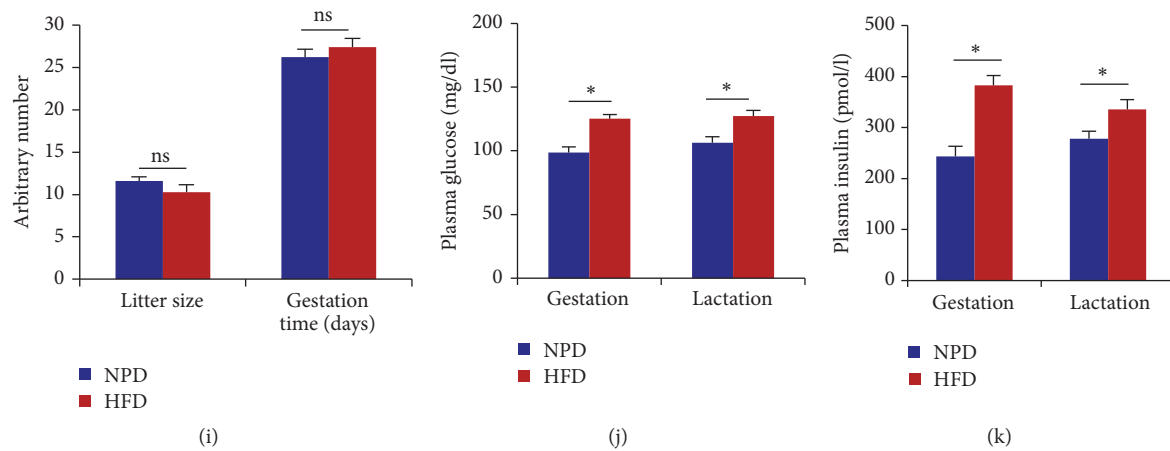 Arbitrary number
30
25
20
15
10
5
0
ns
ns
Litter size
Gestation
time (days)
NPD
HFD
(i)
Plasma glucose (mg/dl)
200
150
100
50
0
*
*
Gestation
Lactation
NPD
HFD
(j)
Plasma insulin (pmol/l)
500
400
300
200
300
0
*
*
Gestation
Lactation
NPD
HFD
(k)